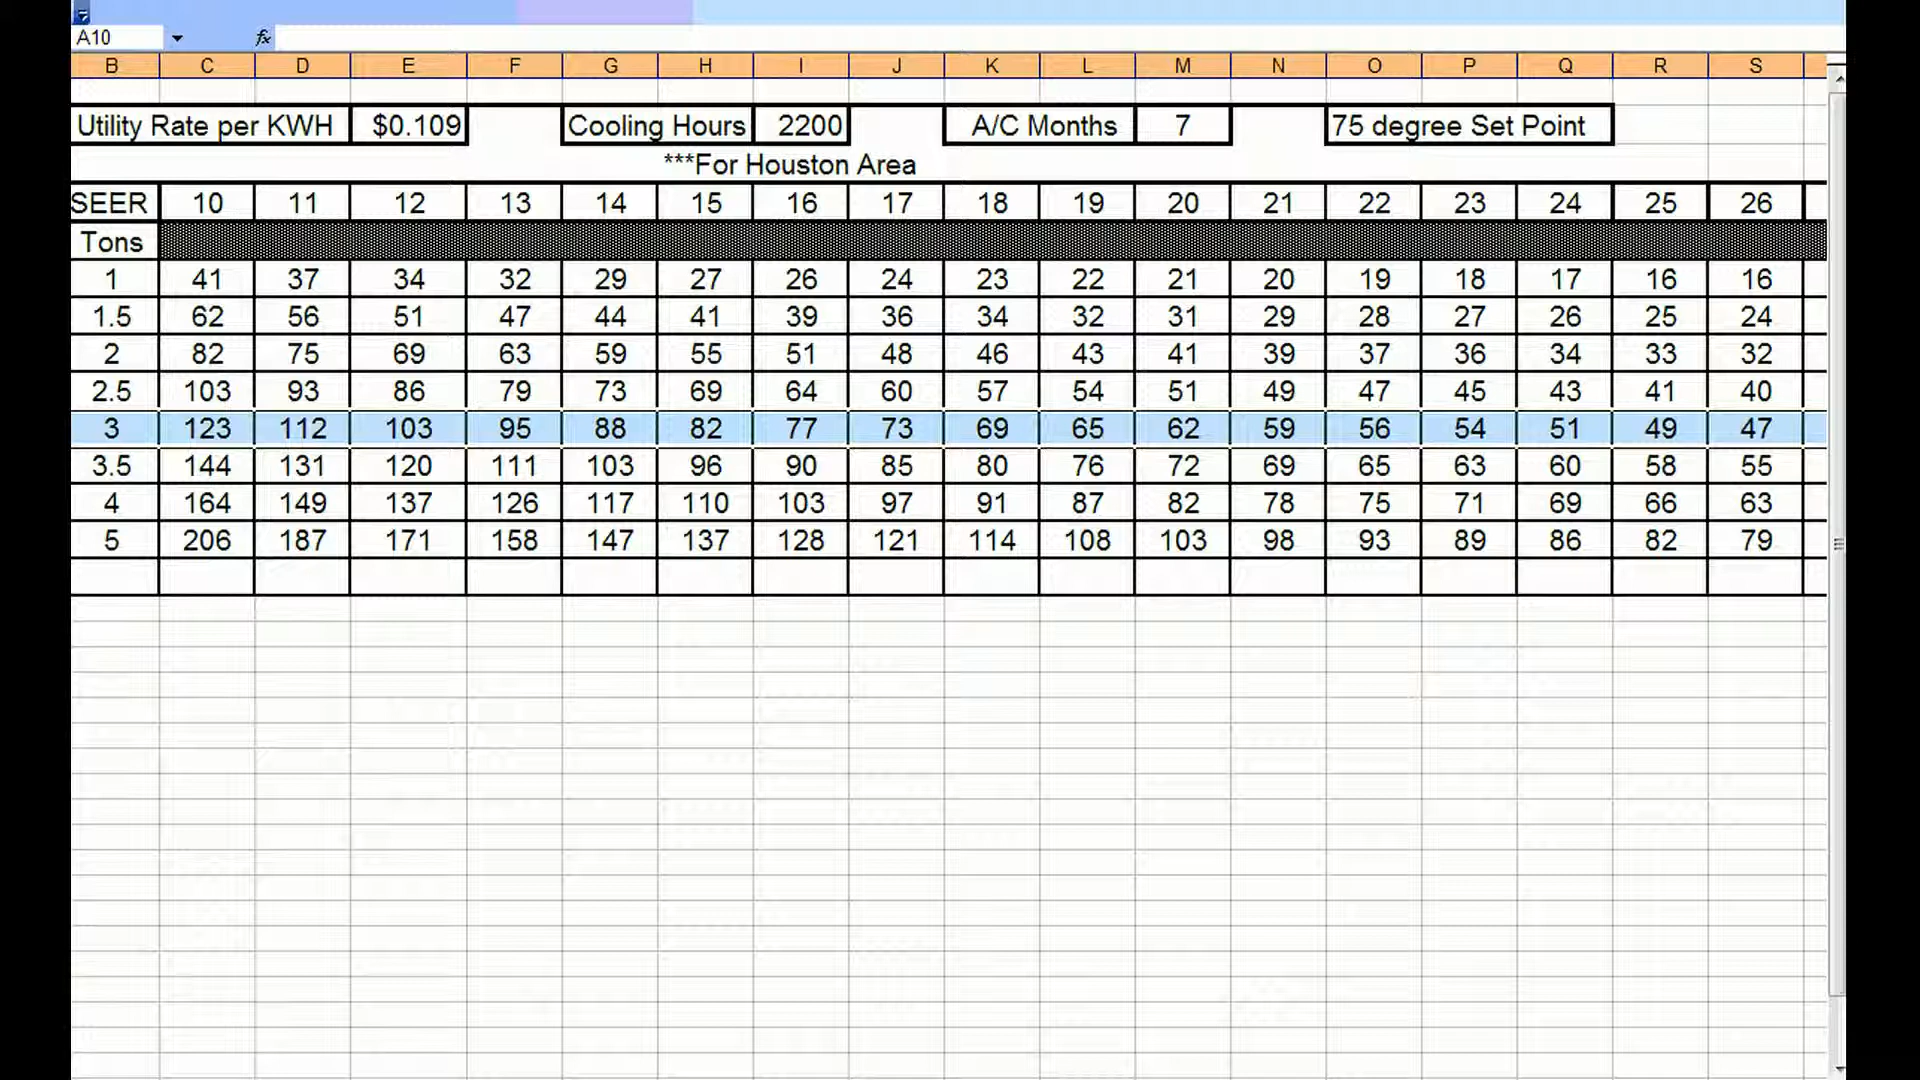 A10 fx
B C D E F G H I J K L M N O P Q R S
Utility Rate per KWH $0.109 Cooling Hours 2200 A/C Months 7 75 degree Set Point
***For Houston Area
SEER 10 11 12 13 14 15 16 17 18 19 20 21 22 23 24 25 26
Tons
1 41 37 34 32 29 27 26 24 23 22 21 20 19 18 17 16 16
1.5 62 56 51 47 44 41 39 36 34 32 31 29 28 27 26 25 24
2 82 75 69 63 59 55 51 48 46 43 41 39 37 36 34 33 32
2.5 103 93 86 79 73 69 64 60 57 54 51 49 47 45 43 41 40
3 123 112 103 95 88 82 77 73 69 65 62 59 56 54 51 49 47
3.5 144 131 120 111 103 96 90 85 80 76 72 69 65 63 60 58 55
4 164 149 137 126 117 110 103 97 91 87 82 78 75 71 69 66 63
5 206 187 171 158 147 137 128 121 114 108 103 98 93 89 86 82 79